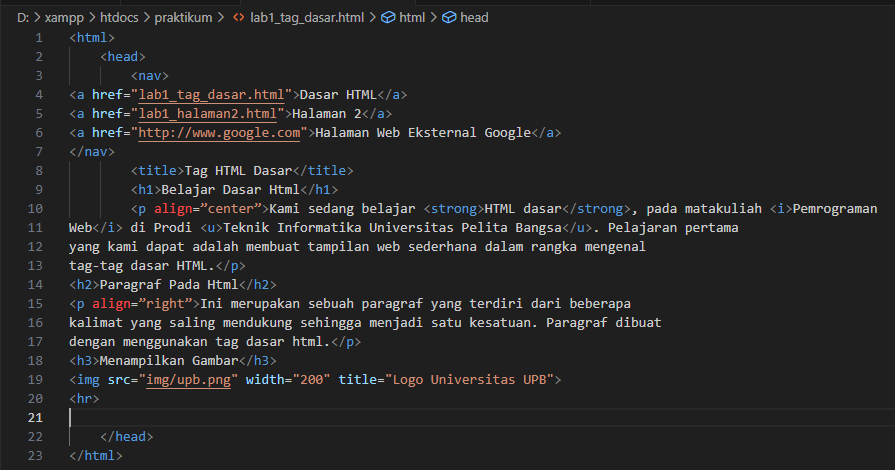 D: > xampp > htdocs > praktikum > <> lab1_tag_dasar.html > html > head
1 <html>
2 <head>
3 <nav>
4 <a href="lab1_tag_dasar.html">Dasar HTML</a>
5 <a href="lab1_halaman2.html">Halaman 2</a>
6 <a href="http://www.google.com">Halaman Web Eksternal Google</a>
7 </nav>
8 <title>Tag HTML Dasar</title>
9 <h1>Belajar Dasar Html</h1>
10 <p align=”center”>Kami sedang belajar <strong>HTML dasar</strong>, pada matakuliah <i>Pemrograman
11 Web</i> di Prodi <u>Teknik Informatika Universitas Pelita Bangsa</u>. Pelajaran pertama
12 yang kami dapat adalah membuat tampilan web sederhana dalam rangka mengenal
13 tag-tag dasar HTML.</p>
14 <h2>Paragraf Pada Html</h2>
15 <p align=”right”>Ini merupakan sebuah paragraf yang terdiri dari beberapa
16 kalimat yang saling mendukung sehingga menjadi satu kesatuan. Paragraf dibuat
17 dengan menggunakan tag dasar html.</p>
18 <h3>Menampilkan Gambar</h3>
19 <img src="img/upb.png" width="200" title="Logo Universitas UPB">
20 <hr>
21
22 </head>
23 </html>